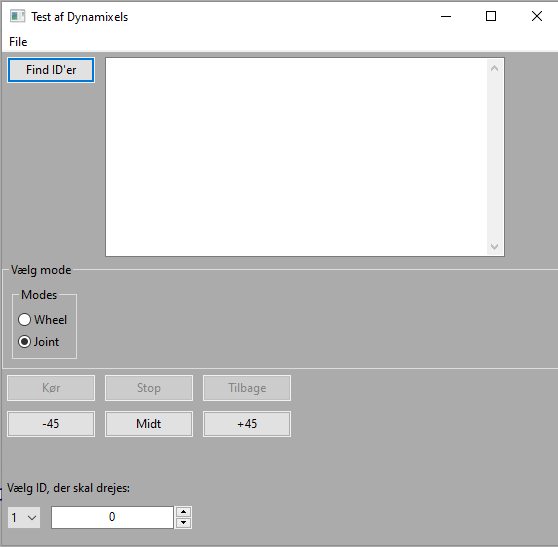 Test af Dynamixels
File
Find ID'er
Vælg mode
Modes
Wheel
Joint
Kør Stop Tilbage
-45 Midt +45
Vælg ID, der skal drejes:
1 0